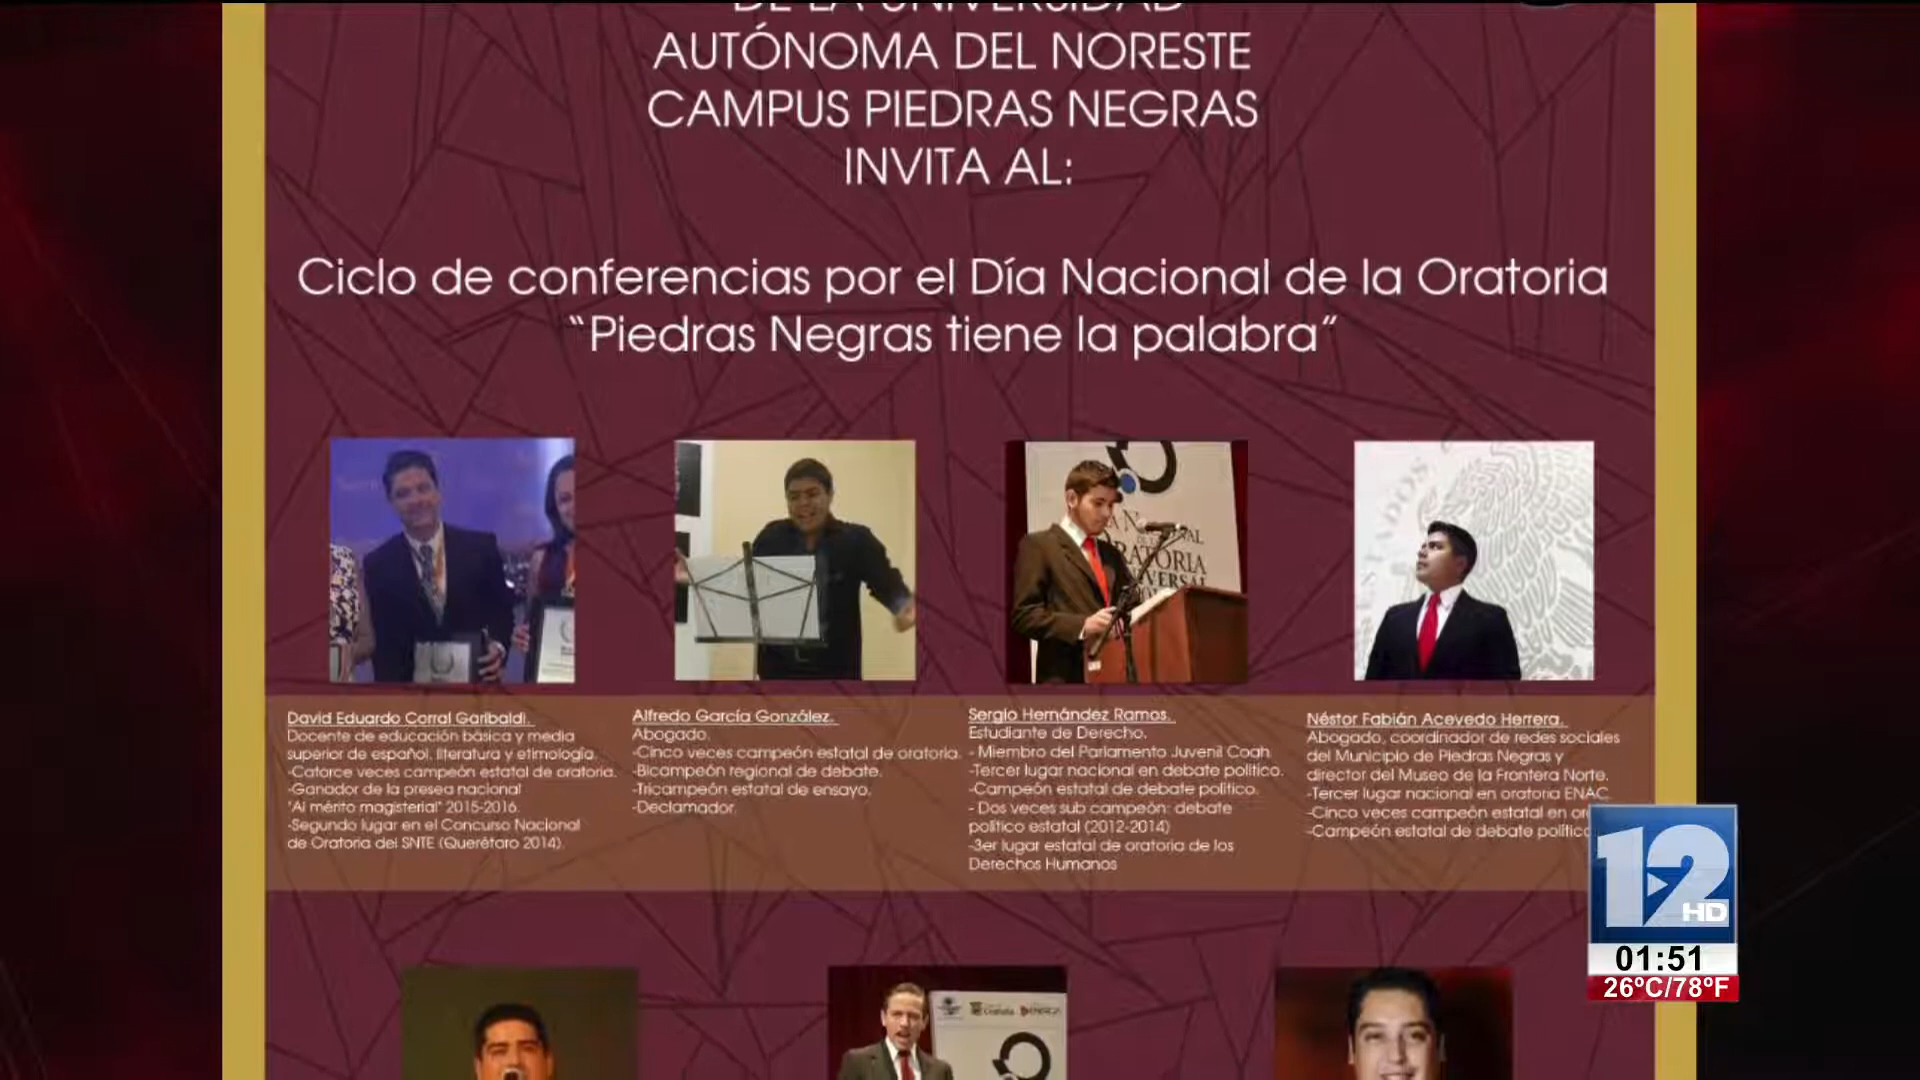 DE LA UNIVERSIDAD
AUTÓNOMA DEL NORESTE
CAMPUS PIEDRAS NEGRAS
INVITA AL:
Ciclo de conferencias por el Día Nacional de la Oratoria
“Piedras Negras tiene la palabra”
ORATORIA
David Eduardo Corral Garibaldi.
Docente de educación básica y media
superior de español, literatura y etimología.
-Catorce veces campeón estatal de oratoria.
-Ganador de la presea nacional
"Al mérito magisterial" 2015-2016.
-Segundo lugar en el Concurso Nacional
de Oratoria del SNTE (Querétaro 2014).
Alfredo García González.
Abogado.
-Cinco veces campeón estatal de oratoria.
-Bicampeón regional de debate.
-Tricampeón estatal de ensayo.
-Declamador.
Sergio Hernández Ramos.
Estudiante de Derecho.
- Miembro del Parlamento Juvenil Coah.
-Tercer lugar nacional en debate político.
-Campeón estatal de debate político.
- Dos veces sub campeón: debate
político estatal (2012-2014)
-3er lugar estatal de oratoria de los
Derechos Humanos
Néstor Fabián Acevedo Herrera.
Abogado, coordinador de redes sociales
del Municipio de Piedras Negras y
director del Museo de la Frontera Norte.
-Tercer lugar nacional en oratoria ENAC.
-Cinco veces campeón estatal en
-Campeón estatal de debate político
12
HD
01:51
26ºC/78ºF